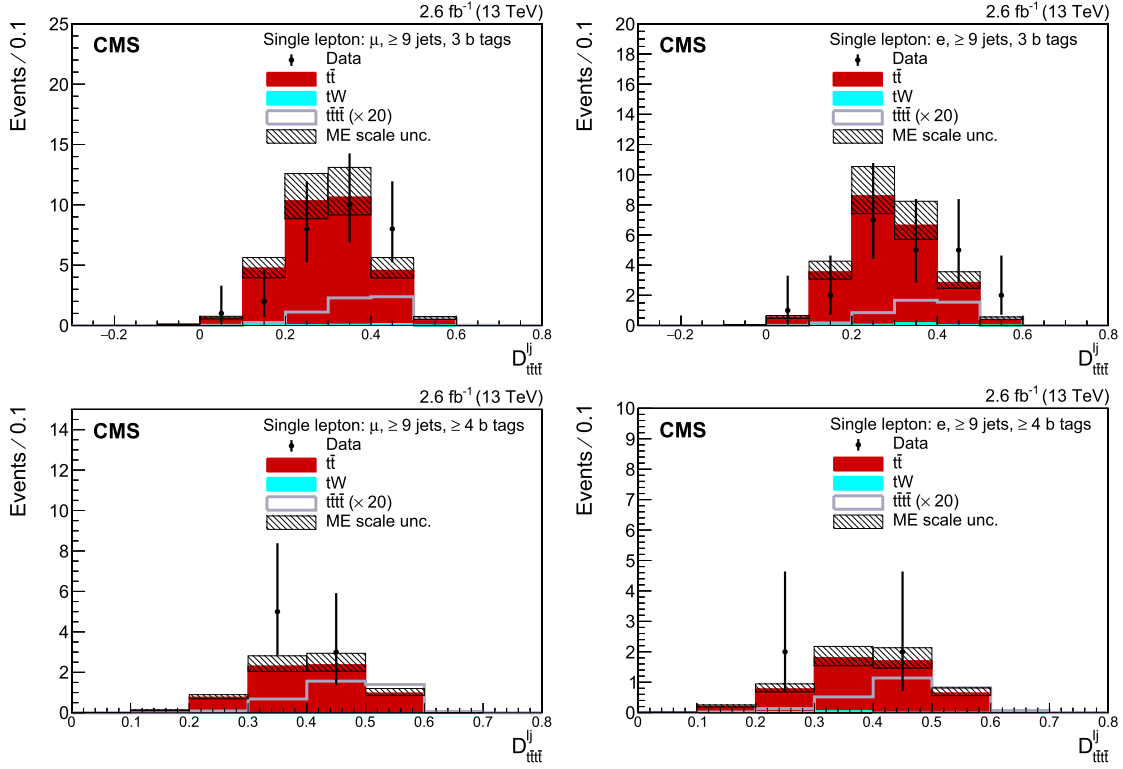 2.6 fb⁻¹ (13 TeV)
CMS
Single lepton: μ, ≥ 9 jets, 3 b tags
Data
tt̄
tW
tt̄tt̄ (× 20)
ME scale unc.
Events / 0.1
25
20
15
10
5
0
−0.2 0 0.2 0.4 0.6 0.8
D^lj_tt̄tt̄
2.6 fb⁻¹ (13 TeV)
CMS
Single lepton: e, ≥ 9 jets, 3 b tags
Data
tt̄
tW
tt̄tt̄ (× 20)
ME scale unc.
Events / 0.1
20
18
16
14
12
10
8
6
4
2
0
−0.2 0 0.2 0.4 0.6 0.8
D^lj_tt̄tt̄
2.6 fb⁻¹ (13 TeV)
CMS
Single lepton: μ, ≥ 9 jets, ≥ 4 b tags
Data
tt̄
tW
tt̄tt̄ (× 20)
ME scale unc.
Events / 0.1
14
12
10
8
6
4
2
0
0 0.1 0.2 0.3 0.4 0.5 0.6 0.7 0.8
D^lj_tt̄tt̄
2.6 fb⁻¹ (13 TeV)
CMS
Single lepton: e, ≥ 9 jets, ≥ 4 b tags
Data
tt̄
tW
tt̄tt̄ (× 20)
ME scale unc.
Events / 0.1
10
9
8
7
6
5
4
3
2
1
0
0 0.1 0.2 0.3 0.4 0.5 0.6 0.7 0.8
D^lj_tt̄tt̄